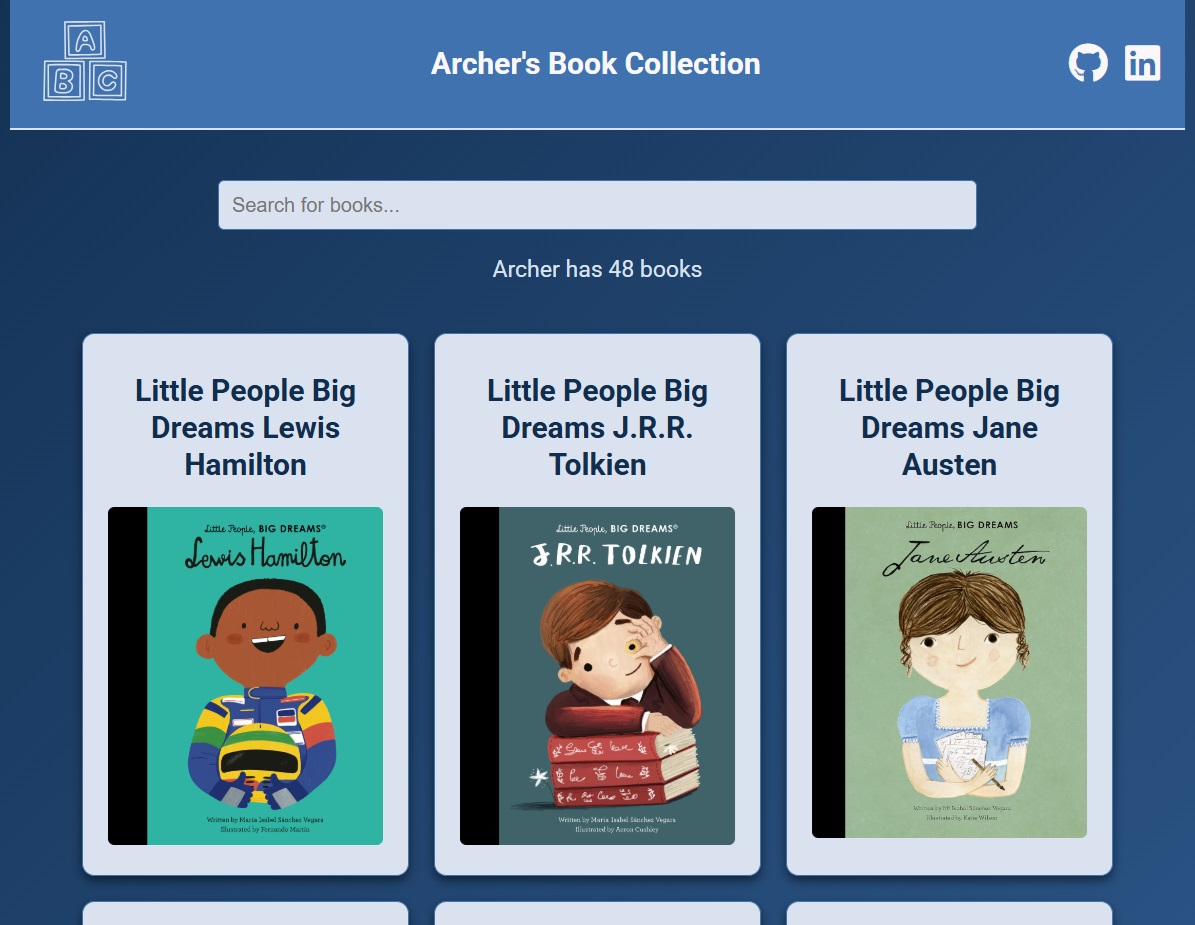 A
B C
Archer's Book Collection
in
Search for books...
Archer has 48 books
Little People Big
Dreams Lewis
Hamilton
Little People, BIG DREAMS®
Lewis Hamilton
Written by Maria Isabel Sánchez Vegara
Illustrated by Fernando Martín
Little People Big
Dreams J.R.R.
Tolkien
Little People, BIG DREAMS®
J.R.R. TOLKIEN
Written by Maria Isabel Sánchez Vegara
Illustrated by Aaron Cushley
Little People Big
Dreams Jane
Austen
Little People, BIG DREAMS
Jane Austen
Written by Mª Isabel Sánchez Vegara
Illustrated by Katie Wilson